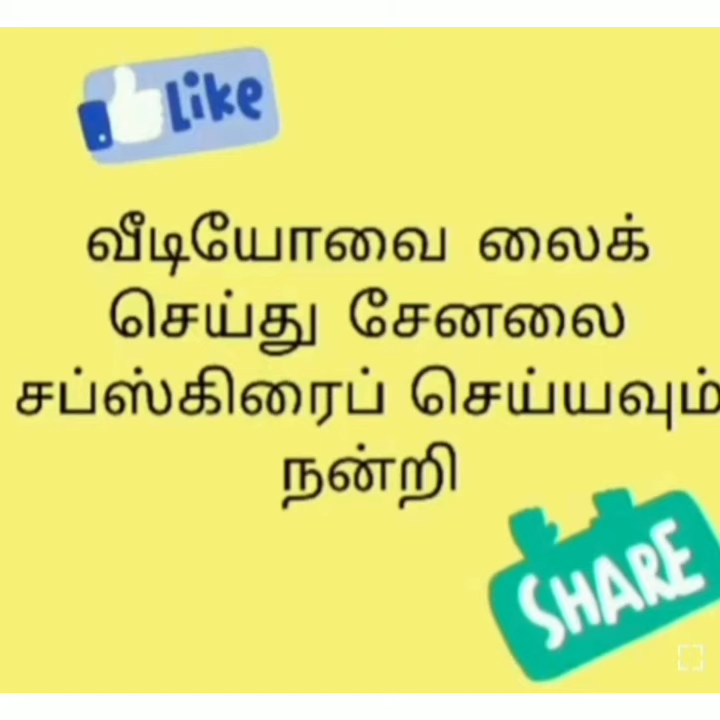 Like
வீடியோவை லைக்
செய்து சேனலை
சப்ஸ்கிரைப் செய்யவும்
நன்றி
SHARE